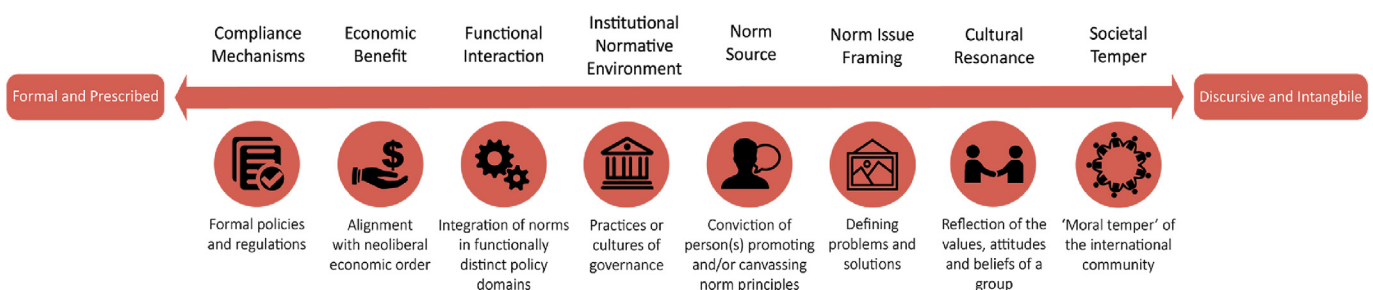 Compliance
Mechanisms
Economic
Benefit
Functional
Interaction
Institutional
Normative
Environment
Norm
Source
Norm Issue
Framing
Cultural
Resonance
Societal
Temper
Formal and Prescribed
Discursive and Intangbile
$
Formal policies
and regulations
Alignment
with neoliberal
economic order
Integration of norms
in functionally
distinct policy
domains
Practices or
cultures of
governance
Conviction of
person(s) promoting
and/or canvassing
norm principles
Defining
problems and
solutions
Reflection of the
values, attitudes
and beliefs of a
group
‘Moral temper’ of
the international
community